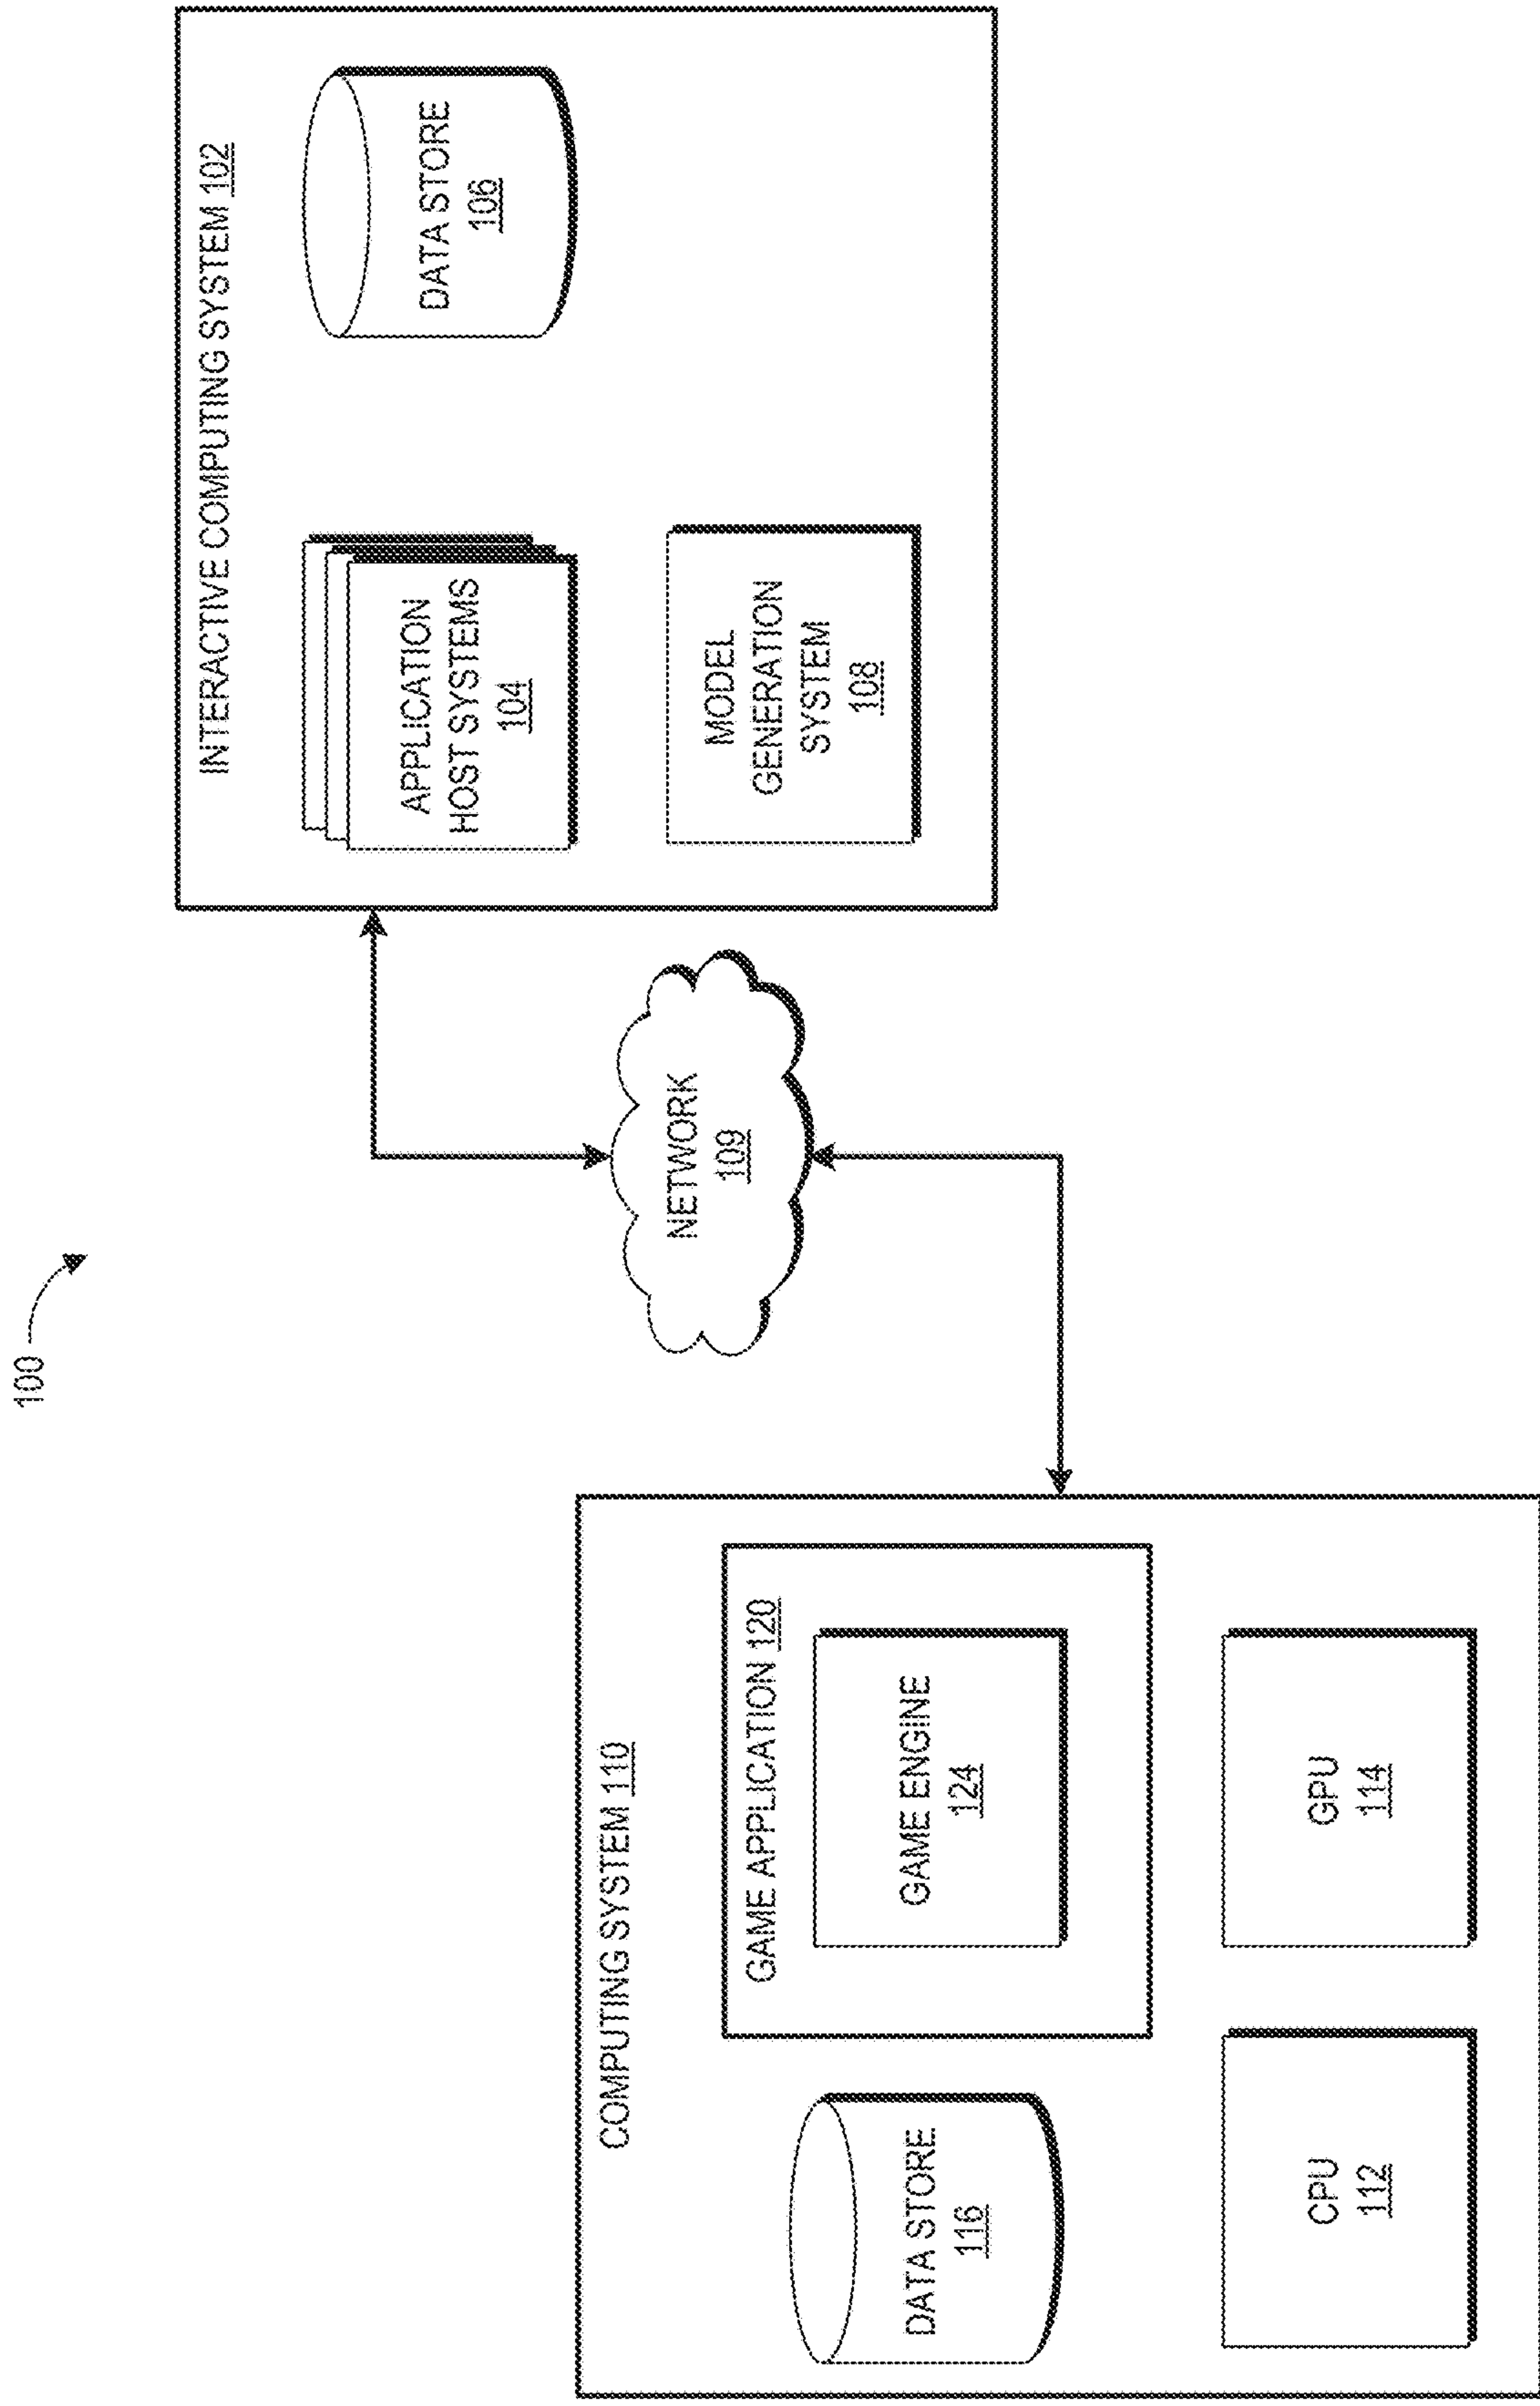 100
COMPUTING SYSTEM 110
DATA STORE
116
GAME APPLICATION 120
GAME ENGINE
124
CPU
112
GPU
114
NETWORK
109
INTERACTIVE COMPUTING SYSTEM 102
APPLICATION
HOST SYSTEMS
104
DATA STORE
106
MODEL
GENERATION
SYSTEM
108